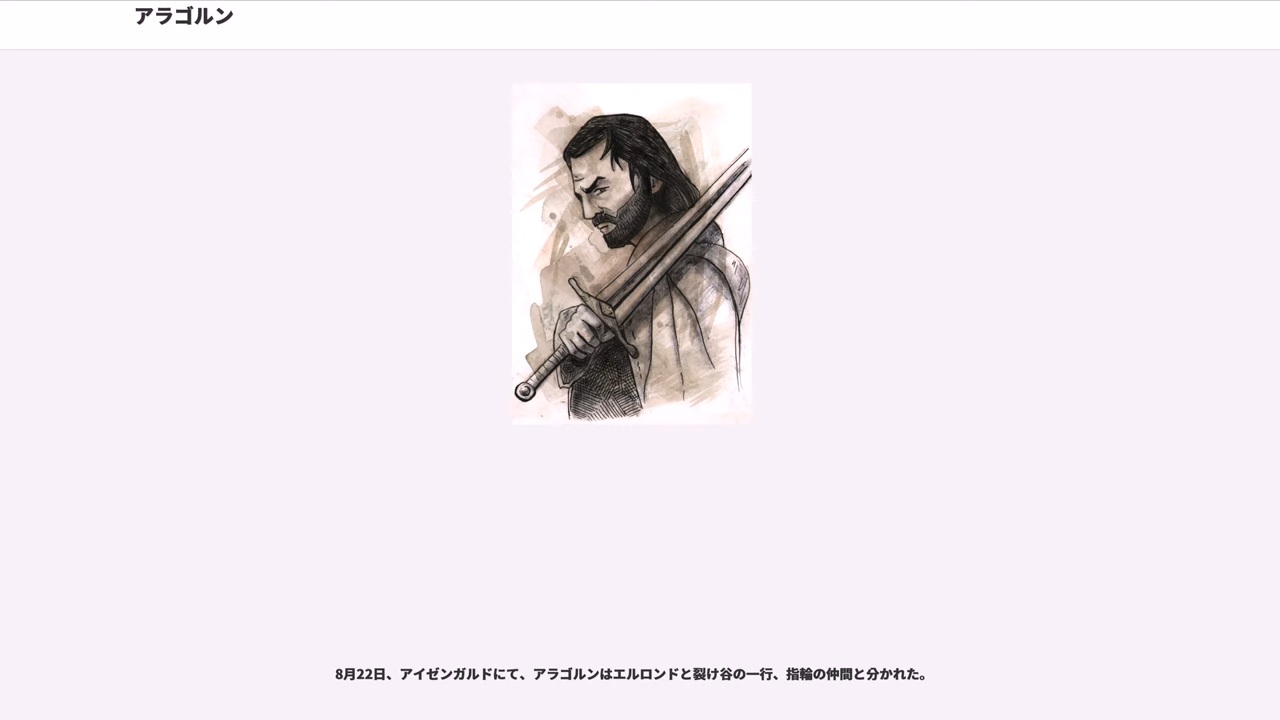 アラゴルン
8月22日、アイゼンガルドにて、アラゴルンはエルロンドと裂け谷の一行、指輪の仲間と分かれた。